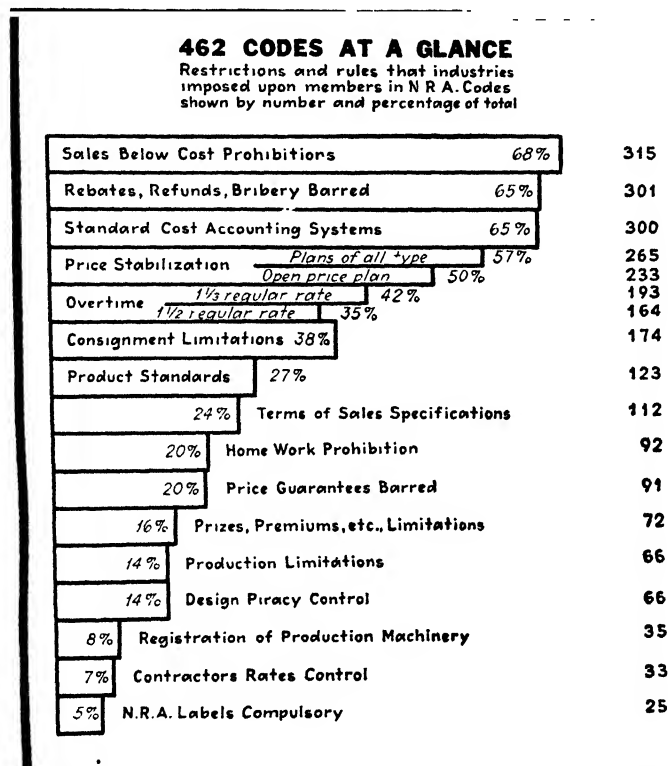 462 CODES AT A GLANCE
Restrictions and rules that industries
imposed upon members in N R A. Codes
shown by number and percentage of total
Sales Below Cost Prohibitions 68% 315
Rebates, Refunds, Bribery Barred 65% 301
Standard Cost Accounting Systems 65% 300
Price Stabilization Plans of all type 57% 265
Open price plan 50% 233
Overtime 1 1/3 regular rate 42% 193
1 1/2 regular rate 35% 164
Consignment Limitations 38% 174
Product Standards 27% 123
24% Terms of Sales Specifications 112
20% Home Work Prohibition 92
20% Price Guarantees Barred 91
16% Prizes, Premiums, etc., Limitations 72
14% Production Limitations 66
14% Design Piracy Control 66
8% Registration of Production Machinery 35
7% Contractors Rates Control 33
5% N.R.A. Labels Compulsory 25